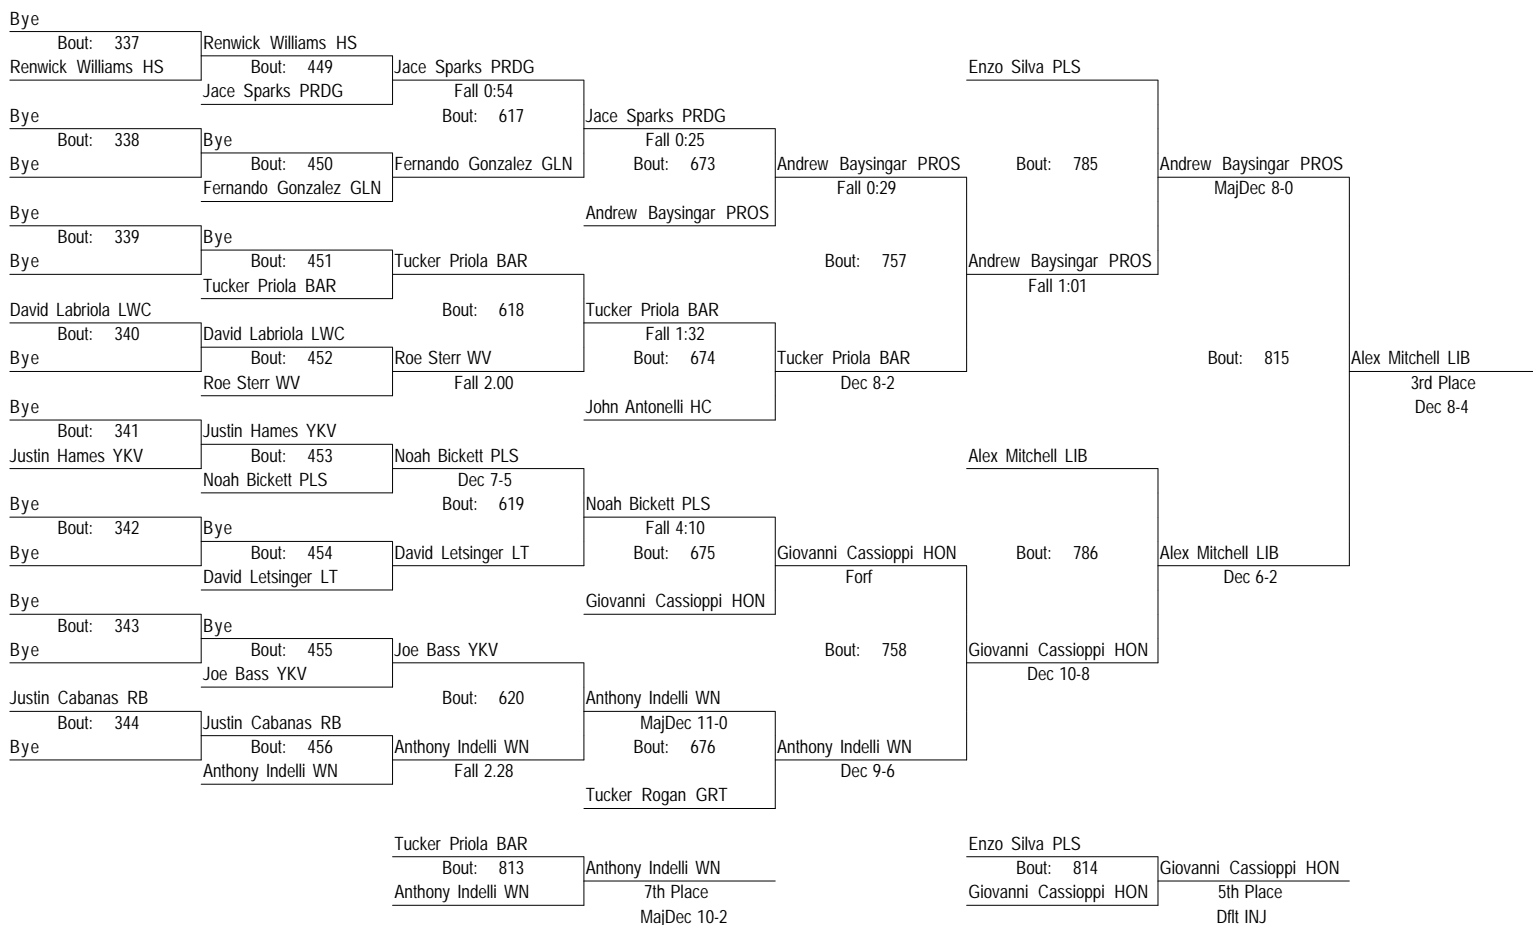 Bye
Bout: 337 Renwick Williams HS
Renwick Williams HS Bout: 449 Jace Sparks PRDG Enzo Silva PLS
Jace Sparks PRDG Fall 0:54
Bye Bout: 617 Jace Sparks PRDG
Bout: 338 Bye Fall 0:25
Bye Bout: 450 Fernando Gonzalez GLN Bout: 673 Andrew Baysingar PROS Bout: 785 Andrew Baysingar PROS
Fernando Gonzalez GLN Fall 0:29 MajDec 8-0
Bye Andrew Baysingar PROS
Bout: 339 Bye
Bye Bout: 451 Tucker Priola BAR Bout: 757 Andrew Baysingar PROS
Tucker Priola BAR Fall 1:01
David Labriola LWC Bout: 618 Tucker Priola BAR
Bout: 340 David Labriola LWC Fall 1:32
Bye Bout: 452 Roe Sterr WV Bout: 674 Tucker Priola BAR Bout: 815 Alex Mitchell LIB
Roe Sterr WV Fall 2.00 Dec 8-2 3rd Place
Bye John Antonelli HC Dec 8-4
Bout: 341 Justin Hames YKV
Justin Hames YKV Bout: 453 Noah Bickett PLS Alex Mitchell LIB
Noah Bickett PLS Dec 7-5
Bye Bout: 619 Noah Bickett PLS
Bout: 342 Bye Fall 4:10
Bye Bout: 454 David Letsinger LT Bout: 675 Giovanni Cassioppi HON Bout: 786 Alex Mitchell LIB
David Letsinger LT Forf Dec 6-2
Bye Giovanni Cassioppi HON
Bout: 343 Bye
Bye Bout: 455 Joe Bass YKV Bout: 758 Giovanni Cassioppi HON
Joe Bass YKV Dec 10-8
Justin Cabanas RB Bout: 620 Anthony Indelli WN
Bout: 344 Justin Cabanas RB MajDec 11-0
Bye Bout: 456 Anthony Indelli WN Bout: 676 Anthony Indelli WN
Anthony Indelli WN Fall 2.28 Dec 9-6
Tucker Rogan GRT
Tucker Priola BAR Enzo Silva PLS
Bout: 813 Anthony Indelli WN Bout: 814 Giovanni Cassioppi HON
Anthony Indelli WN 7th Place Giovanni Cassioppi HON 5th Place
MajDec 10-2 Dflt INJ